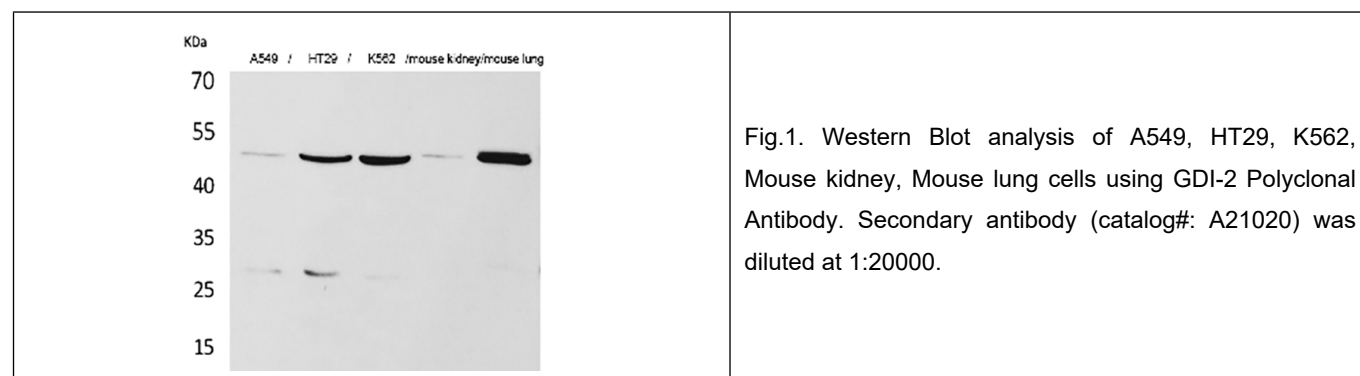 KDa
A549 / HT29 / K562 /mouse kidney/mouse lung
70
55
40
35
25
15
Fig.1. Western Blot analysis of A549, HT29, K562,
Mouse kidney, Mouse lung cells using GDI-2 Polyclonal
Antibody. Secondary antibody (catalog#: A21020) was
diluted at 1:20000.